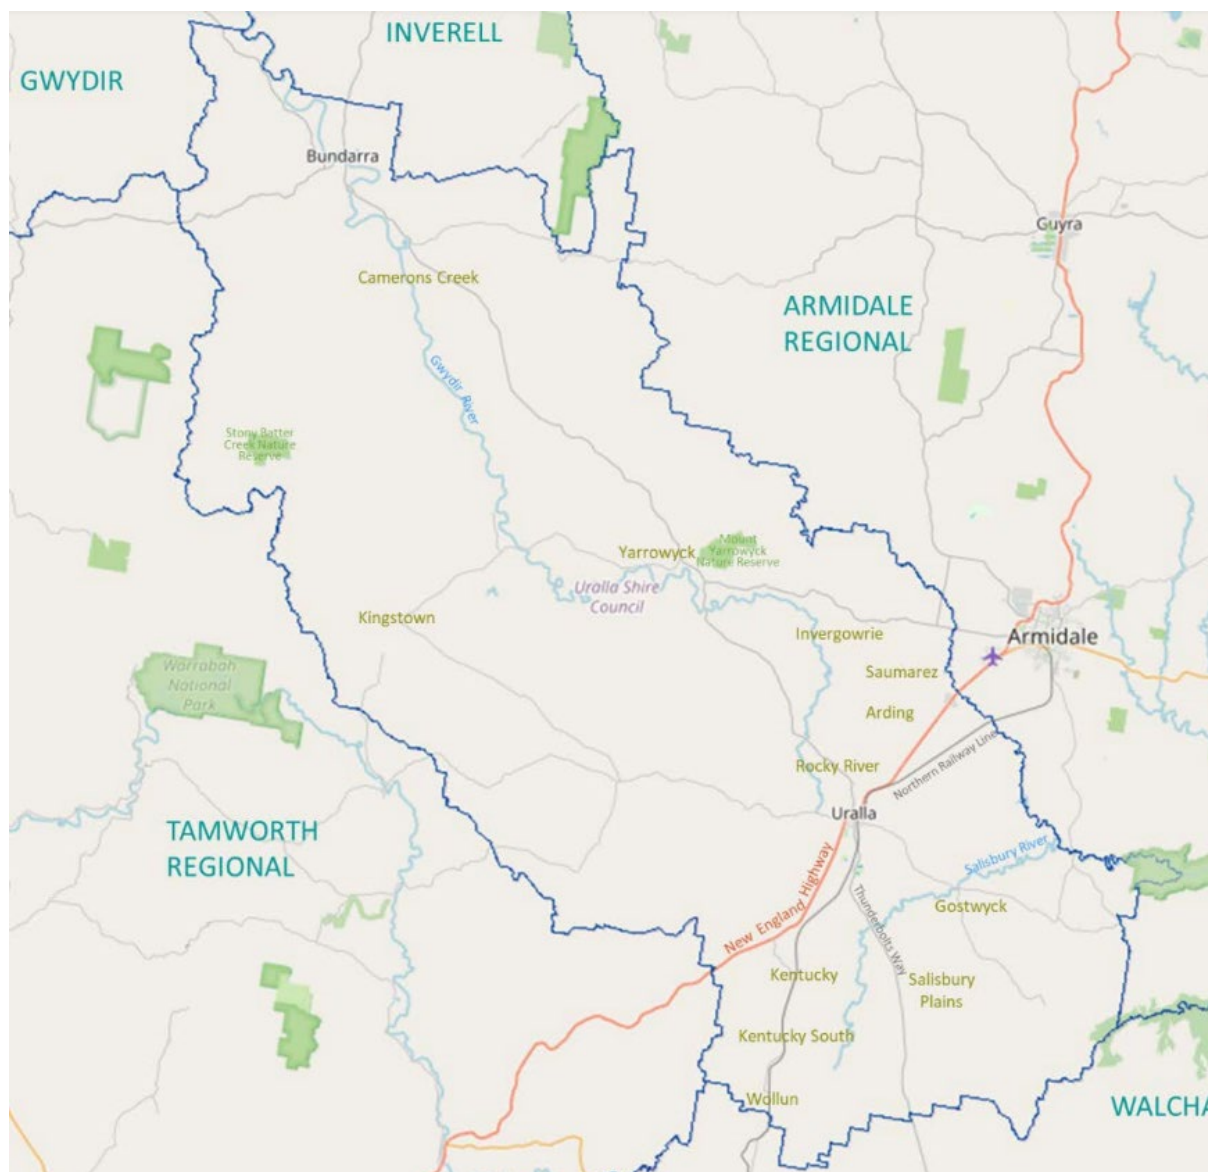 INVERELL
GWYDIR
Bundarra
Guyra
Camerons Creek
ARMIDALE
REGIONAL
Gwydir River
Stony Batter
Creek Nature
Reserve
Yarrowyck
Mount
Yarrowyck
Nature Reserve
Uralla Shire
Council
Kingstown
Invergowrie
Armidale
Saumarez
Warrabah
National
Park
Arding
Rocky River
Northern Railway Line
Uralla
TAMWORTH
REGIONAL
Salisbury River
New England Highway
Thunderbolts Way
Gostwyck
Kentucky
Salisbury
Plains
Kentucky South
Wollun
WALCHA